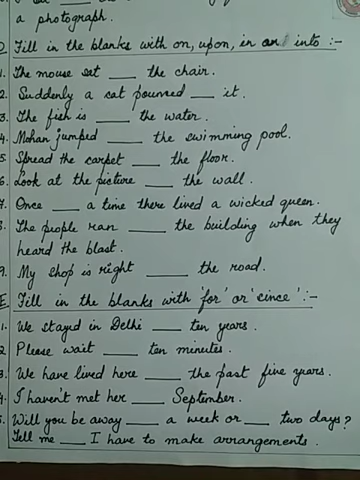 a photograph.
Fill in the blanks with on, upon, in or into :-
1. The mouse sat ___ the chair.
2. Suddenly a cat pounced ___ it.
3. The fish is ___ the water.
4. Mohan jumped ___ the swimming pool.
5. Spread the carpet ___ the floor.
6. Look at the picture ___ the wall.
7. Once ___ a time there lived a wicked queen.
8. The people ran ___ the building when they
heard the blast.
9. My shop is right ___ the road.
E. Fill in the blanks with 'for' or 'since' :-
1. We stayd in Delhi ___ ten years.
2. Please wait ___ ten minutes.
3. We have lived here ___ the past five years.
4. I haven't met her ___ September.
5. Will you be away ___ a week or ___ two days?
Tell me ___ I have to make arrangements.